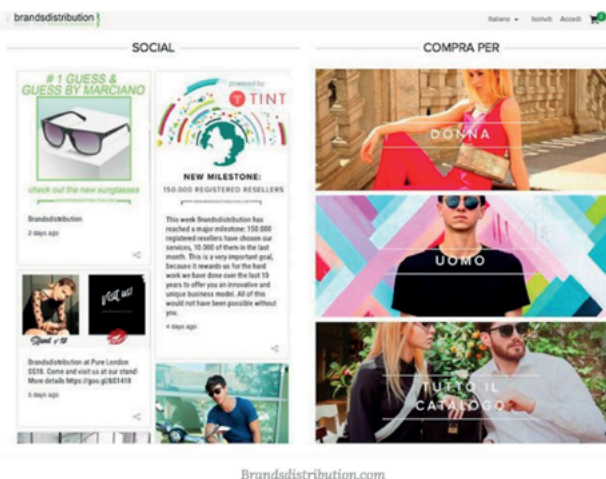 brandsdistribution
Italiano
Iscriviti
Accedi
SOCIAL
COMPRA PER
# 1 GUESS &
GUESS BY MARCIANO
check out the new sunglasses
Brandsdistribution
2 days ago
Visit us!
Stand n°10
Brandsdistribution at Pure London
SS18. Come and visit us at our stand!
More details https://goo.gl/bS1418
5 days ago
powered by
TINT
NEW MILESTONE:
150.000 REGISTERED RESELLERS
This week Brandsdistribution has
reached a major milestone: 150.000
registered resellers have chosen our
services, 10.000 of them in the last
month. This is a very important goal,
because it rewards us for the hard
work we have done over the last 10
years to offer you an innovative and
unique business model. All of this
would not have been possible without
you.
4 days ago
DONNA
UOMO
TUTTO IL
CATALOGO
Brandsdistribution.com